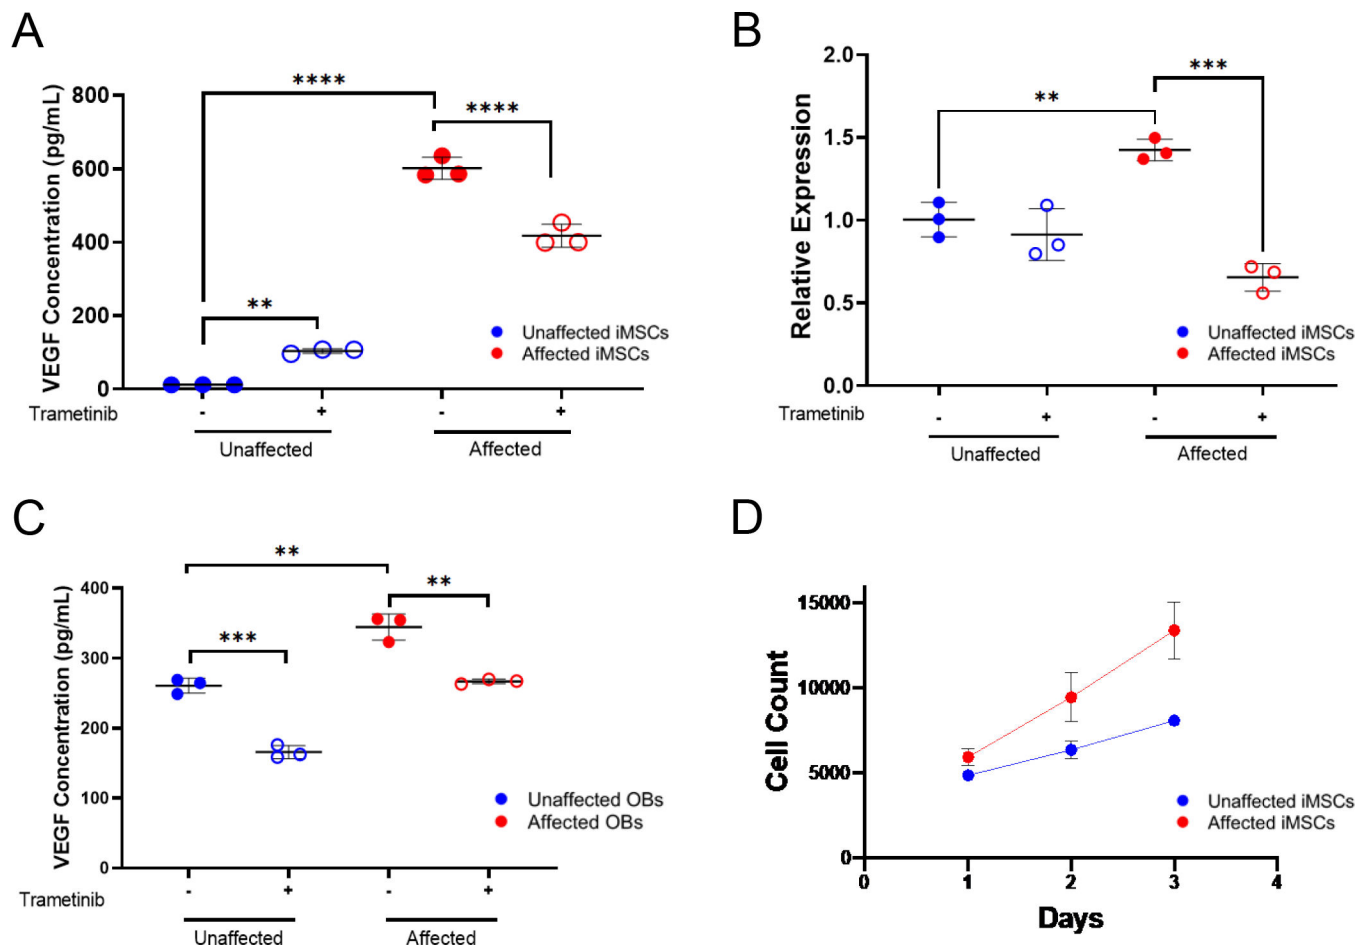 A
VEGF Concentration (pg/mL)
800
600
400
200
0
****
****
**
Unaffected iMSCs
Affected iMSCs
Trametinib - + - +
Unaffected Affected
B
Relative Expression
2.0
1.5
1.0
0.5
0.0
***
**
Unaffected iMSCs
Affected iMSCs
Trametinib - + - +
Unaffected Affected
C
VEGF Concentration (pg/mL)
400
300
200
100
0
**
**
***
Unaffected OBs
Affected OBs
Trametinib - + - +
Unaffected Affected
D
Cell Count
15000
10000
5000
0
Unaffected iMSCs
Affected iMSCs
0 1 2 3 4
Days